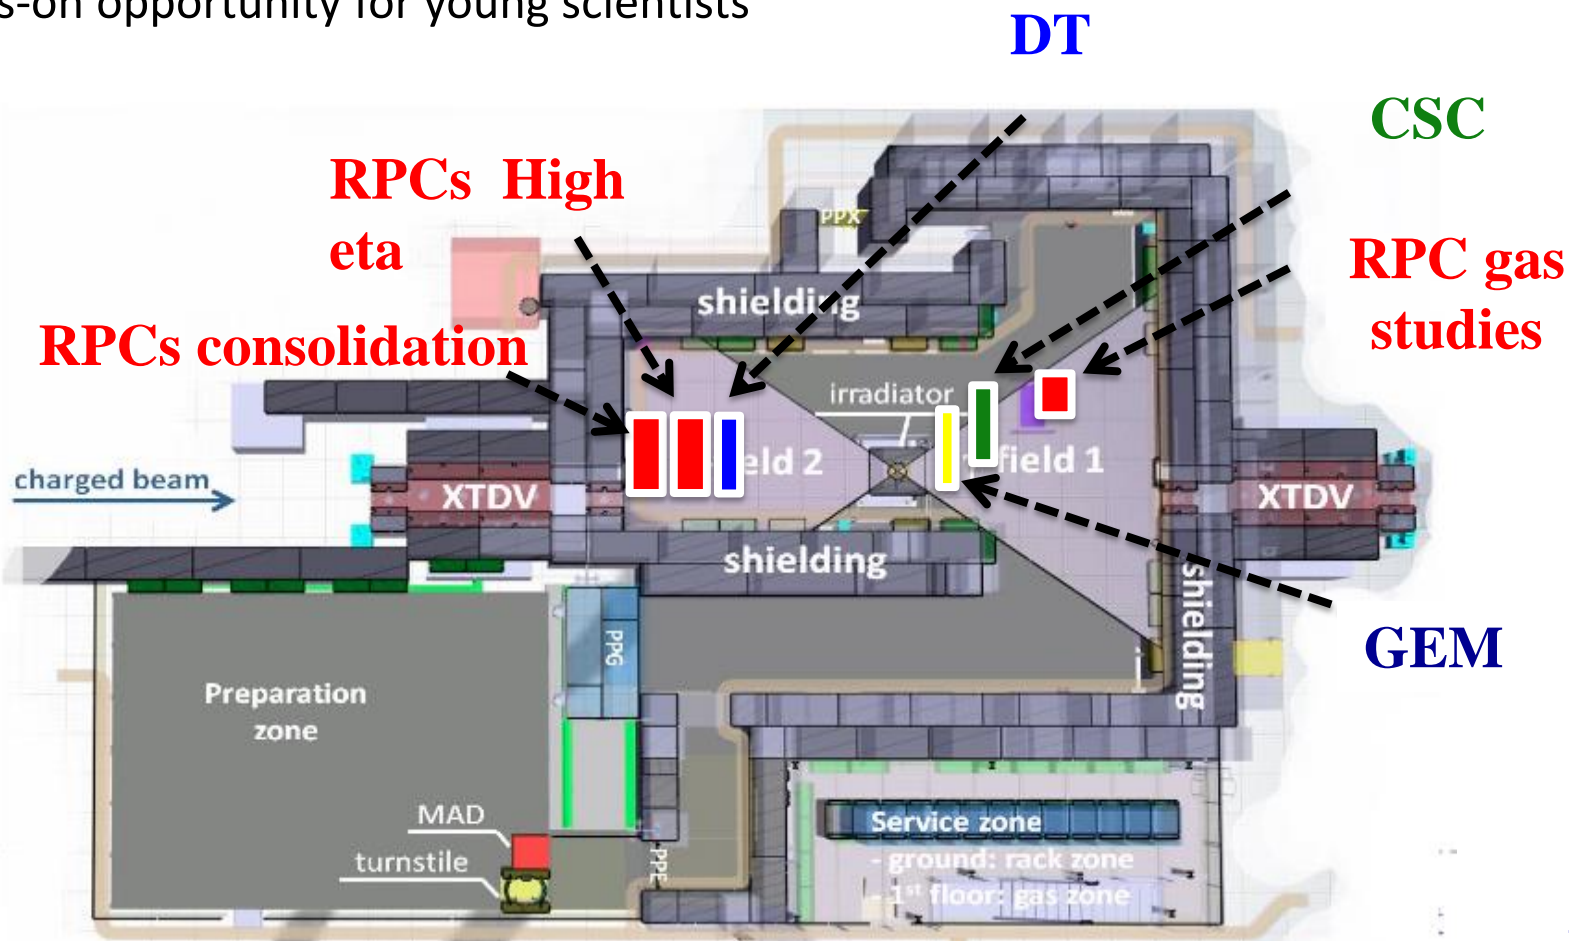 s-on opportunity for young scientists
DT
CSC
RPCs High
eta
PPX
RPC gas
studies
shielding
RPCs consolidation
irradiator
eld 2
field 1
charged beam
XTDV
XTDV
shielding
shielding
GEM
PPG
Preparation
zone
MAD
turnstile
PPE
Service zone
- ground: rack zone
- 1st floor: gas zone